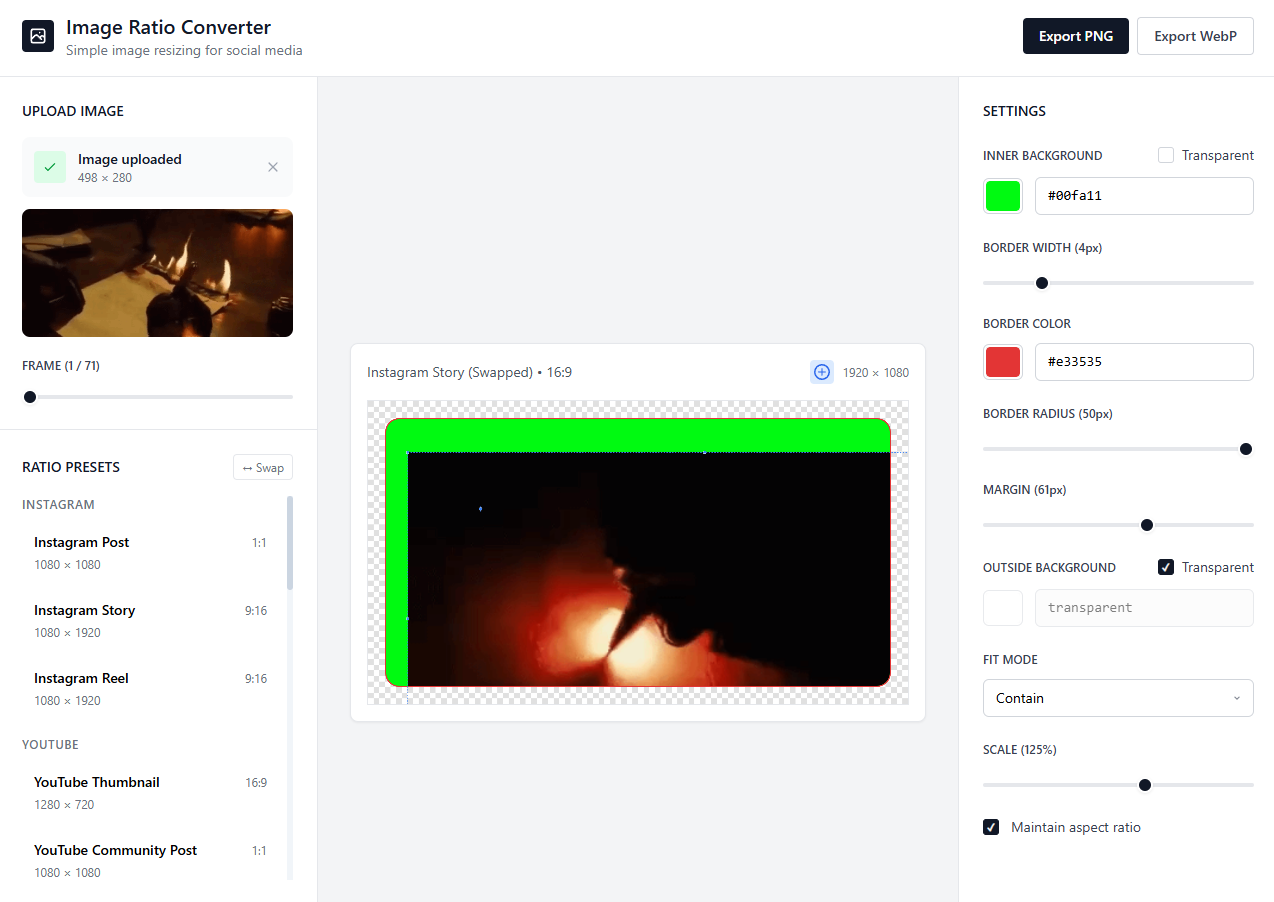 Image Ratio Converter
Simple image resizing for social media
Export PNG
Export WebP
UPLOAD IMAGE
Image uploaded
498 × 280
FRAME (1 / 71)
RATIO PRESETS
↔ Swap
INSTAGRAM
Instagram Post
1:1
1080 × 1080
Instagram Story
9:16
1080 × 1920
Instagram Reel
9:16
1080 × 1920
YOUTUBE
YouTube Thumbnail
16:9
1280 × 720
YouTube Community Post
1:1
1080 × 1080
Instagram Story (Swapped) • 16:9
1920 × 1080
SETTINGS
INNER BACKGROUND
Transparent
#00fa11
BORDER WIDTH (4px)
BORDER COLOR
#e33535
BORDER RADIUS (50px)
MARGIN (61px)
OUTSIDE BACKGROUND
Transparent
transparent
FIT MODE
Contain
SCALE (125%)
Maintain aspect ratio